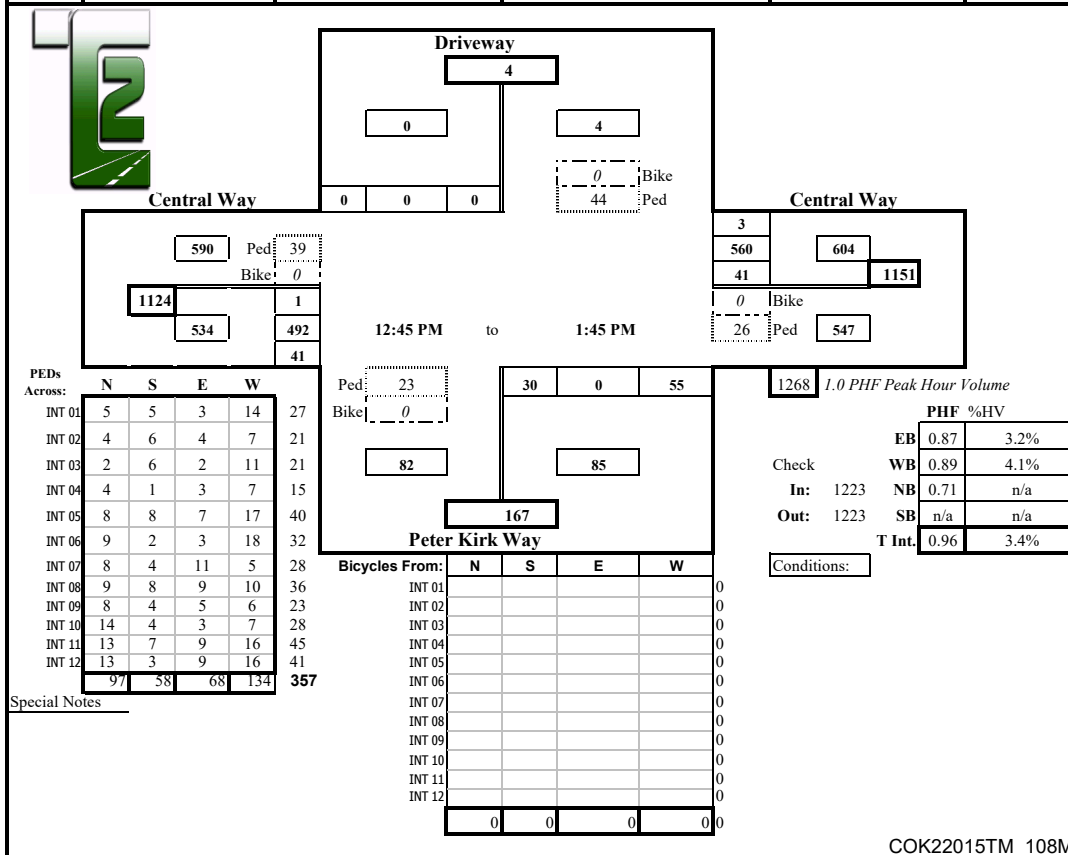 T2
Driveway
4
0 4
0 Bike
44 Ped
Central Way 0 0 0 Central Way
3
590 Ped 39 560 604
Bike 0 41 1151
1124 1 0 Bike
534 492 12:45 PM to 1:45 PM 26 Ped 547
41
PEDs
Across: N S E W Ped 23 30 0 55 1268 1.0 PHF Peak Hour Volume
INT 01 5 5 3 14 27 Bike 0 PHF %HV
INT 02 4 6 4 7 21 EB 0.87 3.2%
INT 03 2 6 2 11 21 82 85 Check WB 0.89 4.1%
INT 04 4 1 3 7 15 In: 1223 NB 0.71 n/a
INT 05 8 8 7 17 40 167 Out: 1223 SB n/a n/a
INT 06 9 2 3 18 32 Peter Kirk Way T Int. 0.96 3.4%
INT 07 8 4 11 5 28 Bicycles From: N S E W Conditions:
INT 08 9 8 9 10 36 INT 01 0
INT 09 8 4 5 6 23 INT 02 0
INT 10 14 4 3 7 28 INT 03 0
INT 11 13 7 9 16 45 INT 04 0
INT 12 13 3 9 16 41 INT 05 0
97 58 68 134 357 INT 06 0
Special Notes INT 07 0
INT 08 0
INT 09 0
INT 10 0
INT 11 0
INT 12 0
0 0 0 0 0
COK22015TM_108M